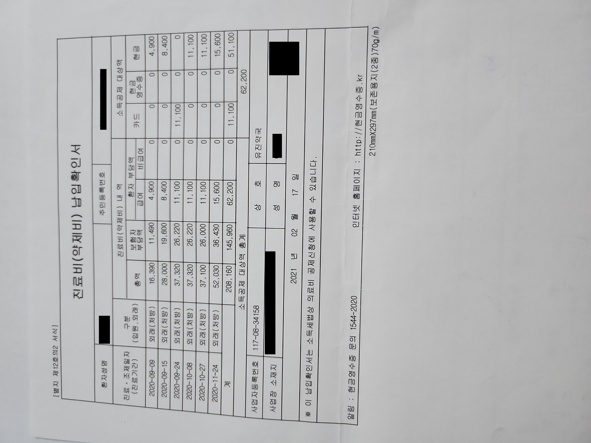 [별지 제12호의2 서식]
진료비(약제비) 납입확인서
환자성명 주민등록번호
진료·조제일자 (진료기간) 구분 (입원,외래) 진료비(약제비) 내역 소득공제 대상액
총액 보험자 부담액 환자 부담액 카드 현금 영수증 현금
급여 비급여
2020-09-09 외래(처방) 16,390 11,490 4,900 0 0 0 4,900
2020-09-15 외래(처방) 28,000 19,600 8,400 0 0 0 8,400
2020-09-24 외래(처방) 37,320 26,220 11,100 0 11,100 0 0
2020-10-08 외래(처방) 37,320 26,220 11,100 0 0 0 11,100
2020-10-27 외래(처방) 37,100 26,000 11,100 0 0 0 11,100
2020-11-24 외래(처방) 52,030 36,430 15,600 0 0 0 15,600
계 208,160 145,960 62,200 0 11,100 0 51,100
소득공제 대상액 총계 62,200
사업자등록번호 117-08-34158 상 호 유진약국
사업장 소재지 성 명
2021 년 02 월 17 일
※ 이 납입확인서는 소득세법상 의료비 공제신청에 사용할 수 있습니다.
알림 : 현금영수증 문의 1544-2020 인터넷 홈페이지 : http://현금영수증.kr
210mmX297mm(보존용지(2종)70g/m)